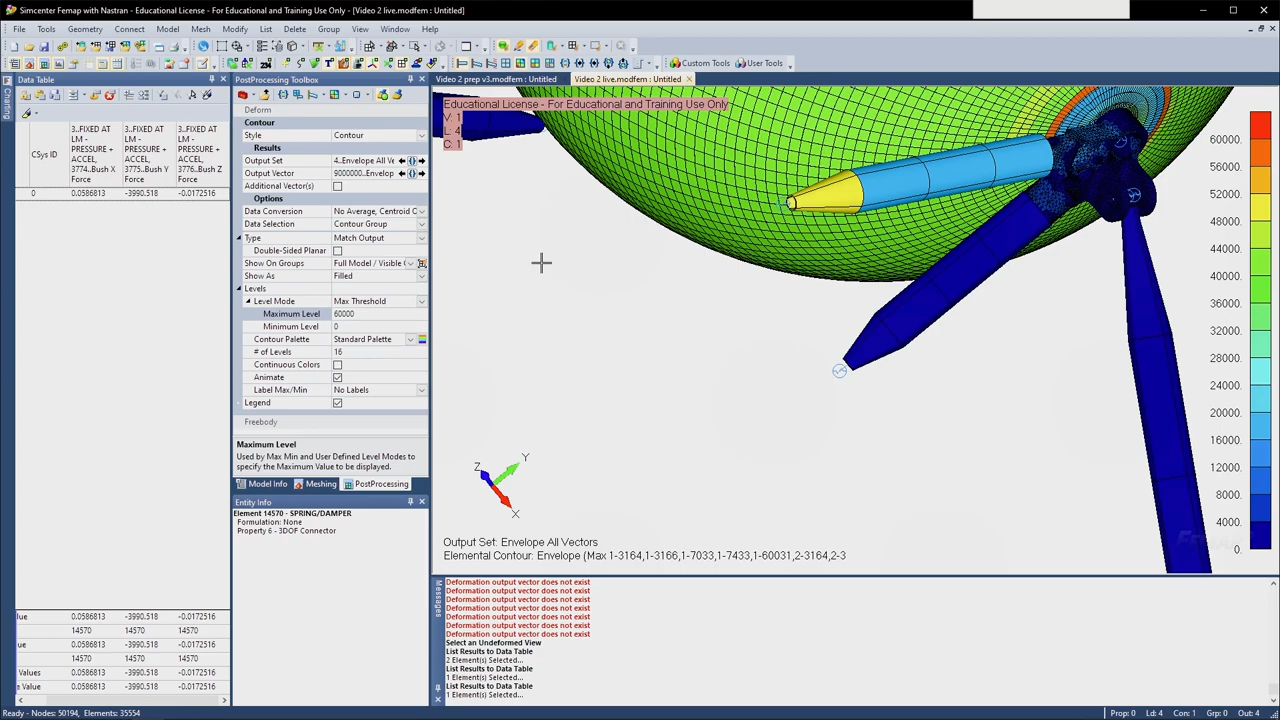 Simcenter Femap with Nastran - Educational License - For Educational and Training Use Only - [Video 2 live.modfem : Untitled]
File Tools Geometry Connect Model Mesh Modify List Delete Group View Window Help
Custom Tools User Tools
Charting
Data Table
CSys ID
3..FIXED AT LM - PRESSURE + ACCEL, 3774..Bush X Force
3..FIXED AT LM - PRESSURE + ACCEL, 3775..Bush Y Force
3..FIXED AT LM - PRESSURE + ACCEL, 3776..Bush Z Force
0 0.0586813 -3990.518 -0.0172516
lue 0.0586813 -3990.518 -0.0172516
14570 14570 14570
ue 0.0586813 -3990.518 -0.0172516
14570 14570 14570
Values 0.0586813 -3990.518 -0.0172516
e Value 0.0586813 -3990.518 -0.0172516
PostProcessing Toolbox
Deform
Contour
Style Contour
Results
Output Set 4..Envelope All Ve
Output Vector 9000000..Envelop
Additional Vector(s)
Options
Data Conversion No Average, Centroid C
Data Selection Contour Group
Type Match Output
Double-Sided Planar
Show On Groups Full Model / Visible
Show As Filled
Levels
Level Mode Max Threshold
Maximum Level 60000
Minimum Level 0
Contour Palette Standard Palette
# of Levels 16
Continuous Colors
Animate
Label Max/Min No Labels
Legend
Freebody
Maximum Level
Used by Max Min and User Defined Level Modes to
specify the Maximum Value to be displayed.
Model Info Meshing PostProcessing
Entity Info
Element 14570 - SPRING/DAMPER
Formulation: None
Property 6 - 3DOF Connector
Video 2 prep v3.modfem : Untitled Video 2 live.modfem : Untitled
Educational License - For Educational and Training Use Only
V: 1
L: 4
C: 1
60000.
56000.
52000.
48000.
44000.
40000.
36000.
32000.
28000.
24000.
20000.
16000.
12000.
8000.
4000.
0.
Z Y
X
Output Set: Envelope All Vectors
Elemental Contour: Envelope (Max 1-3164,1-3166,1-7033,1-7433,1-60031,2-3164,2-3
Messages
Deformation output vector does not exist
Deformation output vector does not exist
Deformation output vector does not exist
Deformation output vector does not exist
Deformation output vector does not exist
Deformation output vector does not exist
Deformation output vector does not exist
Select an Undeformed View
List Results to Data Table
2 Element(s) Selected...
List Results to Data Table
1 Element(s) Selected...
List Results to Data Table
1 Element(s) Selected...
Ready - Nodes: 50194, Elements: 35554 Prop: 0 Ld: 4 Con: 1 Grp: 0 Out: 4